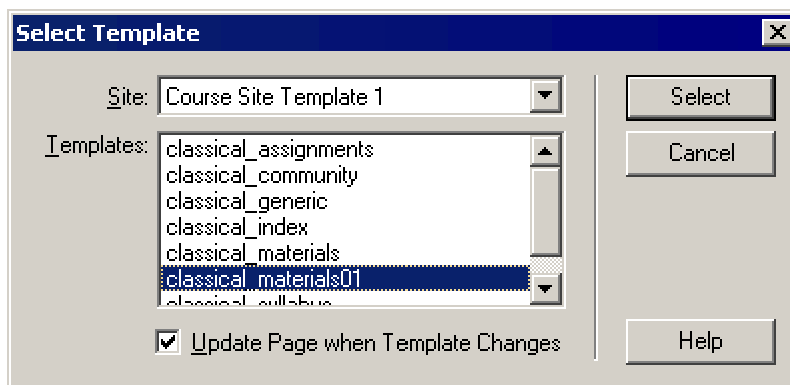 Select Template
Site: Course Site Template 1
Select
Templates:
classical_assignments
Cancel
classical_community
classical_generic
classical_index
classical_materials
classical_materials01
classical_syllabus
Update Page when Template Changes
Help